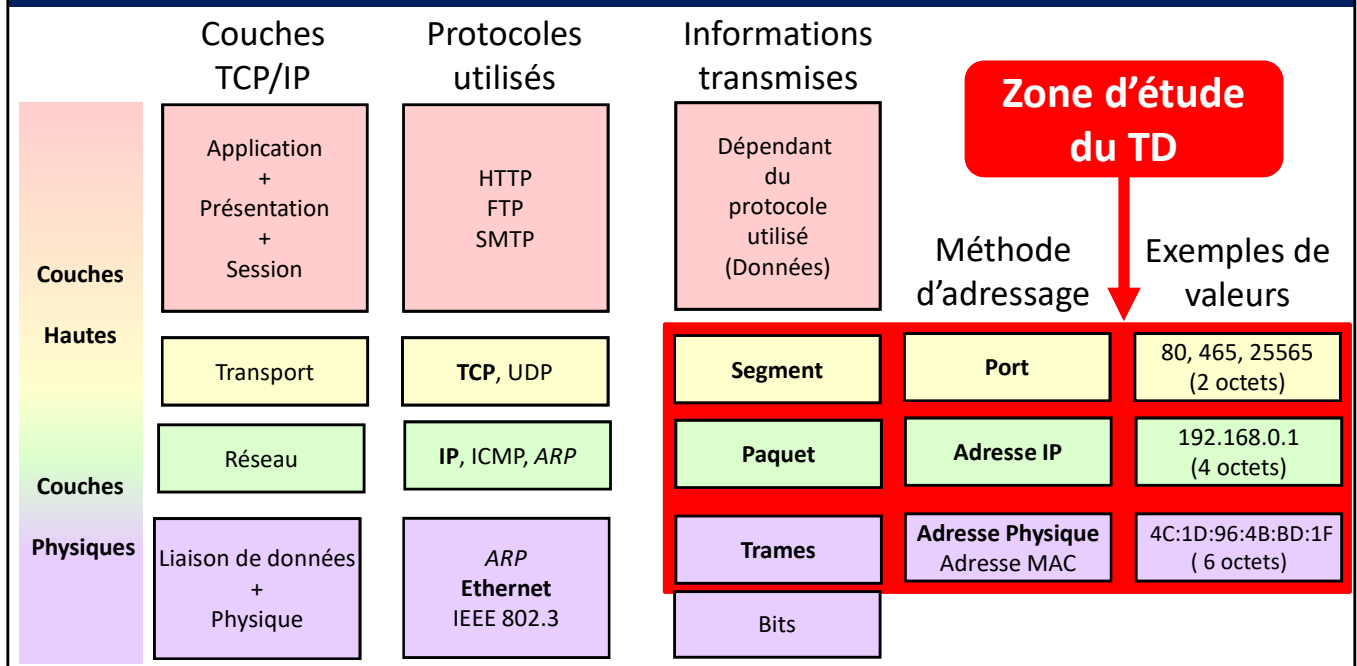 Couches
TCP/IP
Protocoles
utilisés
Informations
transmises
Zone d'étude
du TD
Application
+
Présentation
+
Session
HTTP
FTP
SMTP
Dépendant
du
protocole
utilisé
(Données)
Méthode
d'adressage
Exemples de
valeurs
Couches
Hautes
Transport
TCP, UDP
Segment
Port
80, 465, 25565
(2 octets)
Réseau
IP, ICMP, ARP
Paquet
Adresse IP
192.168.0.1
(4 octets)
Couches
Physiques
Liaison de données
+
Physique
ARP
Ethernet
IEEE 802.3
Trames
Adresse Physique
Adresse MAC
4C:1D:96:4B:BD:1F
( 6 octets)
Bits